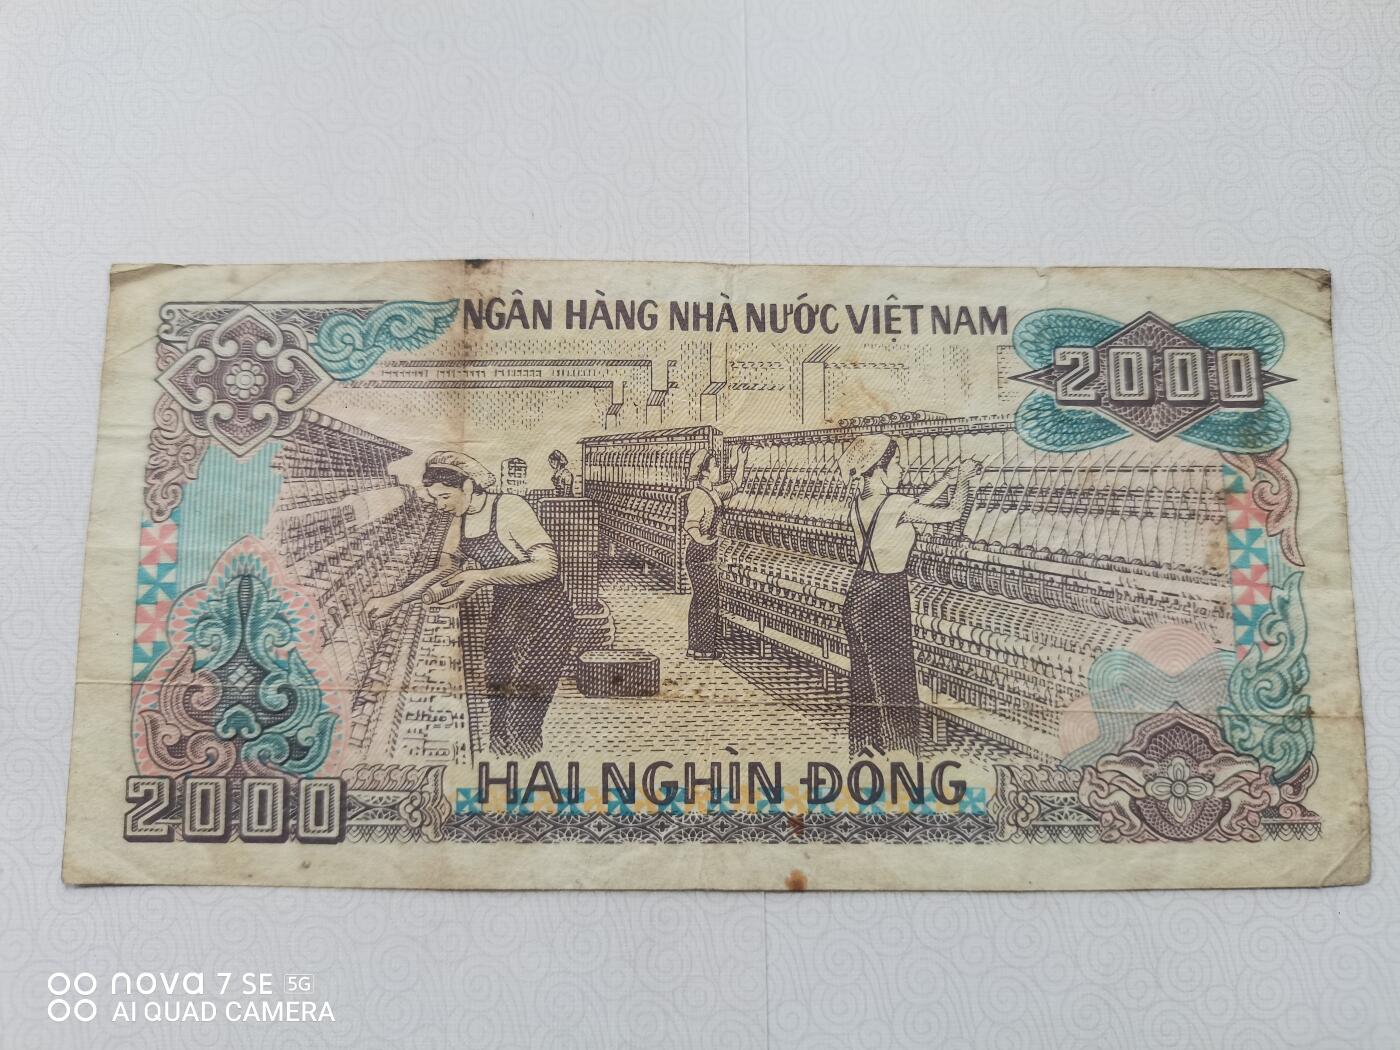 NGÂN HÀNG NHÀ NƯỚC VIỆT NAM
2000
HAI NGHÌN ĐỒNG
2000
nova 7 SE 5G
AI QUAD CAMERA